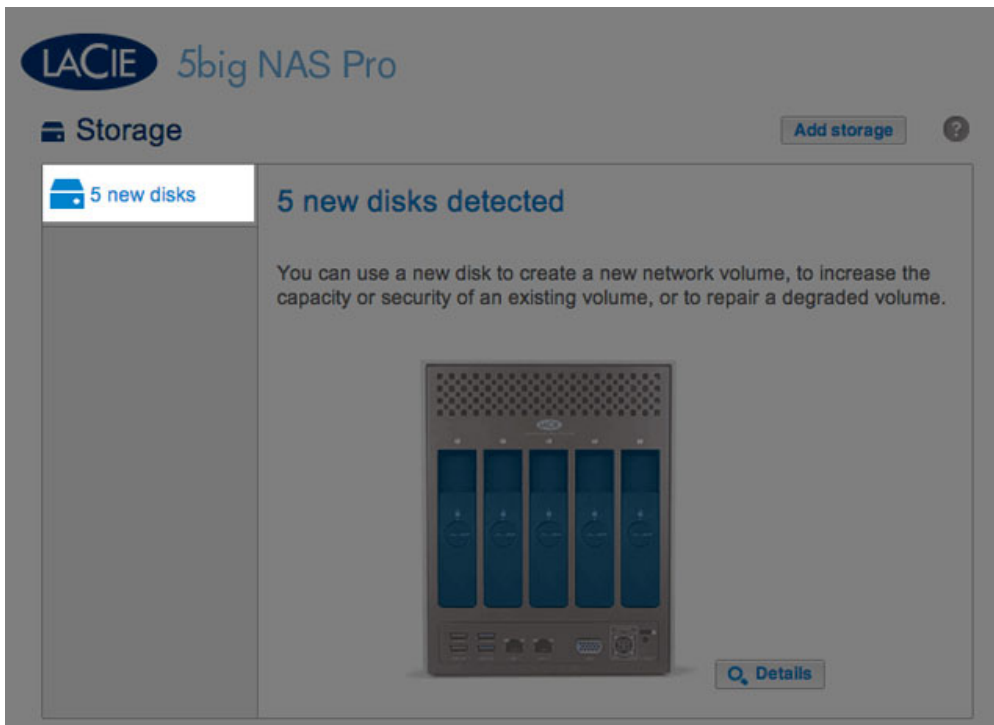 LACIE 5big NAS Pro
Storage
Add storage
?
5 new disks
5 new disks detected
You can use a new disk to create a new network volume, to increase the
capacity or security of an existing volume, or to repair a degraded volume.
LACIE
Details